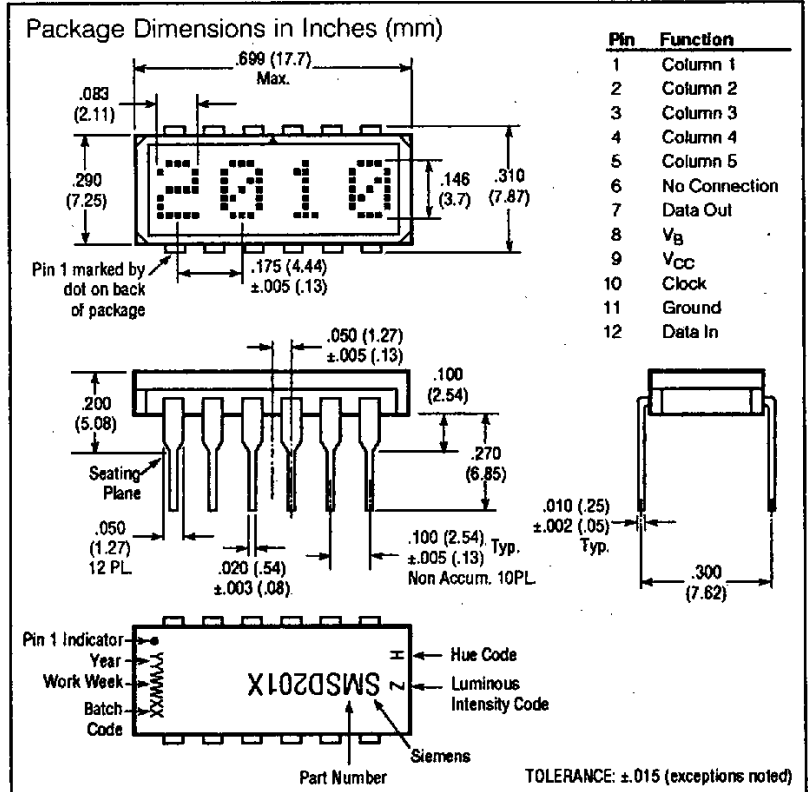 Package Dimensions in Inches (mm)
.699 (17.7)
Max.
.083
(2.11)
.290
(7.25)
2010
.146
(3.7)
.310
(7.87)
Pin 1 marked by
dot on back
of package
.175 (4.44)
±.005 (.13)
Pin Function
1 Column 1
2 Column 2
3 Column 3
4 Column 4
5 Column 5
6 No Connection
7 Data Out
8 VB
9 VCC
10 Clock
11 Ground
12 Data In
.050 (1.27)
±.005 (.13)
.200
(5.08)
.100
(2.54)
.270
(6.85)
Seating
Plane
.050
(1.27)
12 PL.
.020 (.54)
±.003 (.08)
.100 (2.54) Typ.
±.005 (.13)
Non Accum. 10PL.
.010 (.25)
±.002 (.05)
Typ.
.300
(7.62)
Pin 1 Indicator
Year
Work Week
Batch
Code
YYWWXX
SMSD201X
H
Z
Hue Code
Luminous
Intensity Code
Siemens
Part Number
TOLERANCE: ±.015 (exceptions noted)